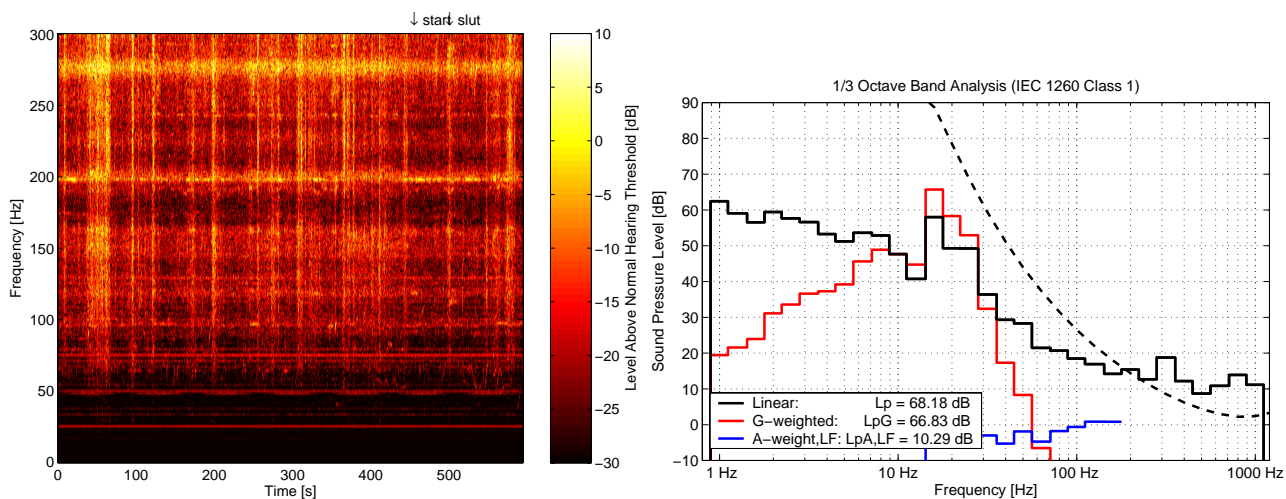 ↓ start ↓ slut
300
250
200
150
100
50
0
Frequency [Hz]
0 100 200 300 400 500
Time [s]
10
5
0
−5
−10
−15
−20
−25
−30
Level Above Normal Hearing Threshold [dB]
1/3 Octave Band Analysis (IEC 1260 Class 1)
90
80
70
60
50
40
30
20
10
0
−10
Sound Pressure Level [dB]
Linear: Lp = 68.18 dB
G−weighted: LpG = 66.83 dB
A−weight,LF: LpA,LF = 10.29 dB
1 Hz 10 Hz 100 Hz 1000 Hz
Frequency [Hz]